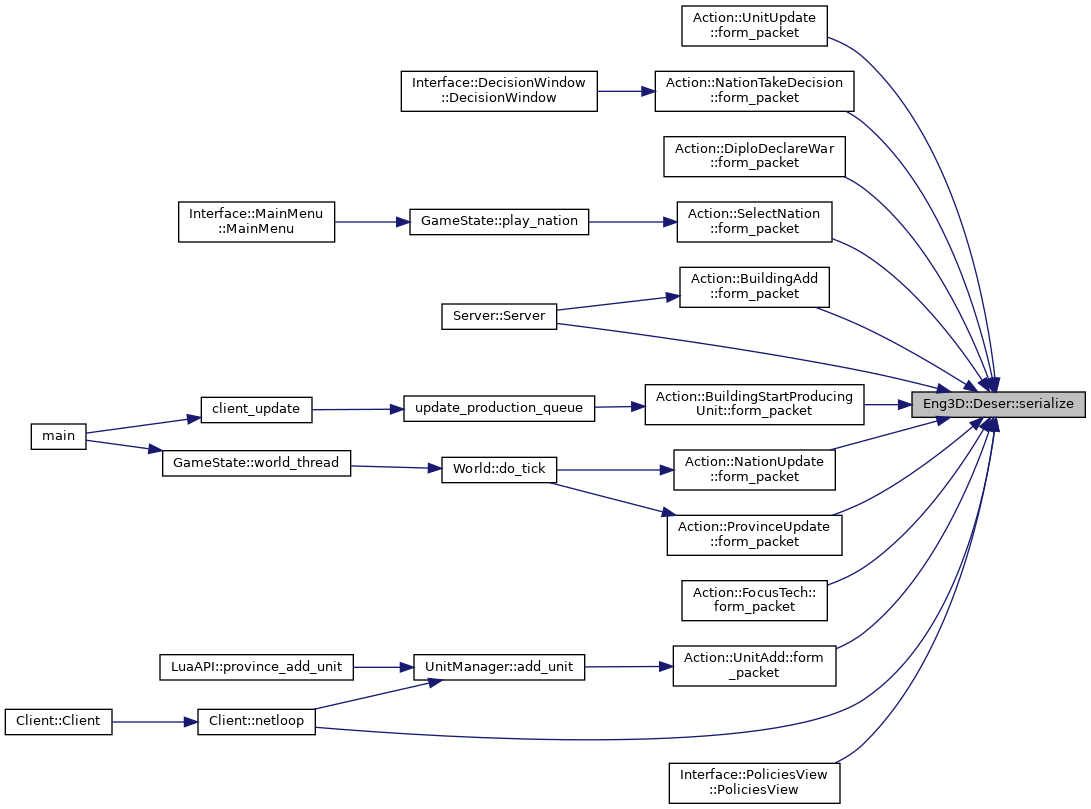 Action::UnitUpdate
::form_packet
Interface::DecisionWindow
::DecisionWindow
Action::NationTakeDecision
::form_packet
Action::DiploDeclareWar
::form_packet
Interface::MainMenu
::MainMenu
GameState::play_nation
Action::SelectNation
::form_packet
Action::BuildingAdd
::form_packet
Server::Server
Eng3D::Deser::serialize
Action::BuildingStartProducing
Unit::form_packet
client_update
update_production_queue
main
GameState::world_thread
World::do_tick
Action::NationUpdate
::form_packet
Action::ProvinceUpdate
::form_packet
Action::FocusTech::
form_packet
LuaAPI::province_add_unit
UnitManager::add_unit
Action::UnitAdd::form
_packet
Client::Client
Client::netloop
Interface::PoliciesView
::PoliciesView